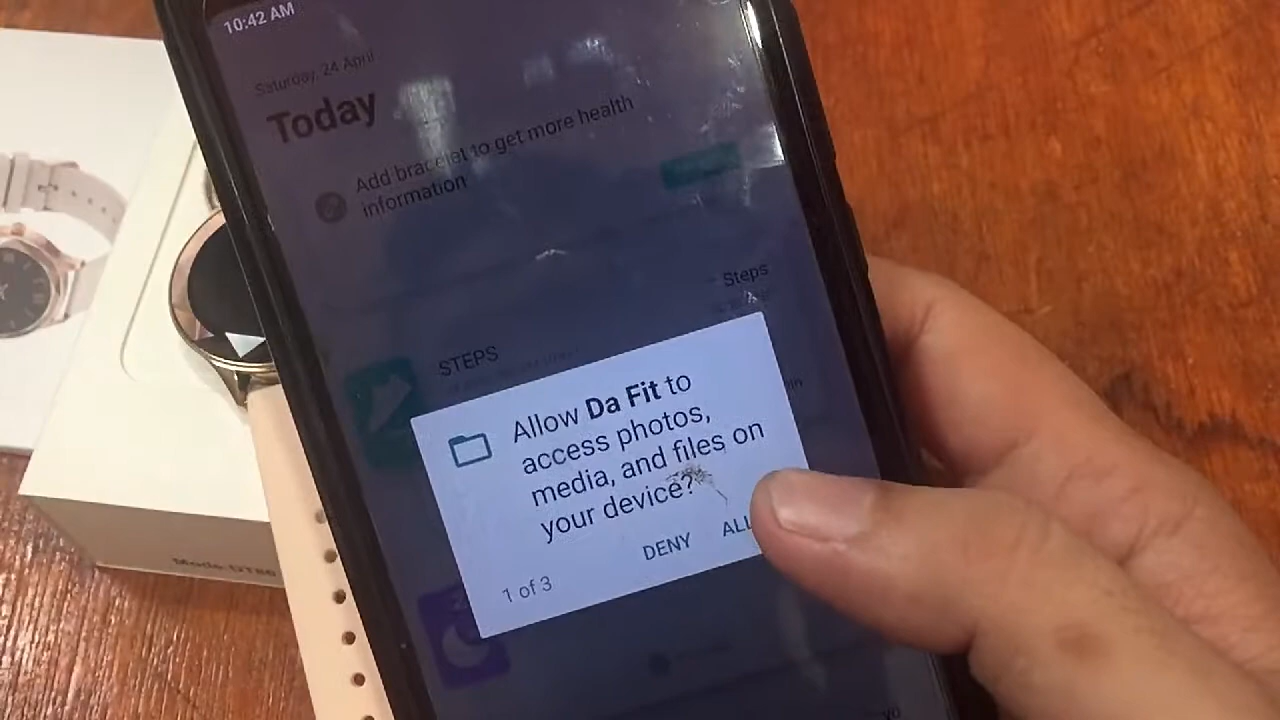 10:42 AM
Saturday, 24 April
Today
Add bracelet to get more health
information
Steps
STEPS
Allow Da Fit to
access photos,
media, and files on
your device?
DENY ALL
1 of 3